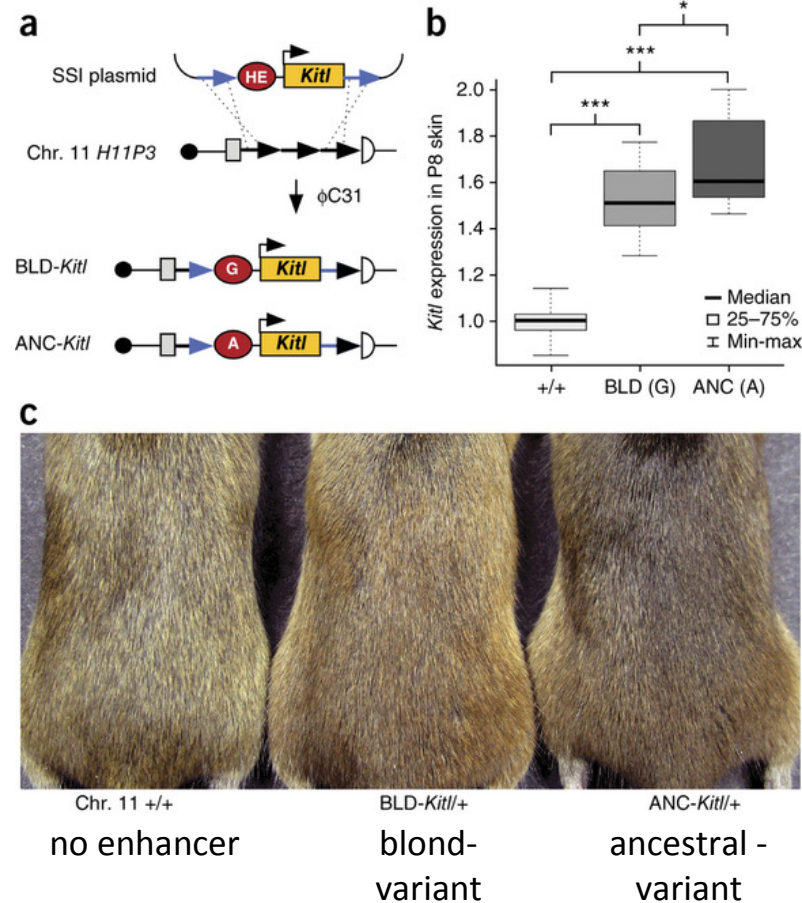 a
SSI plasmid
HE
Kitl
Chr. 11 H11P3
ϕC31
BLD-Kitl
G
Kitl
ANC-Kitl
A
Kitl
b
*
***
***
Kitl expression in P8 skin
2.0
1.8
1.6
1.4
1.2
1.0
Median
25–75%
Min-max
+/+
BLD (G)
ANC (A)
c
Chr. 11 +/+
BLD-Kitl/+
ANC-Kitl/+
no enhancer
blond-
variant
ancestral -
variant